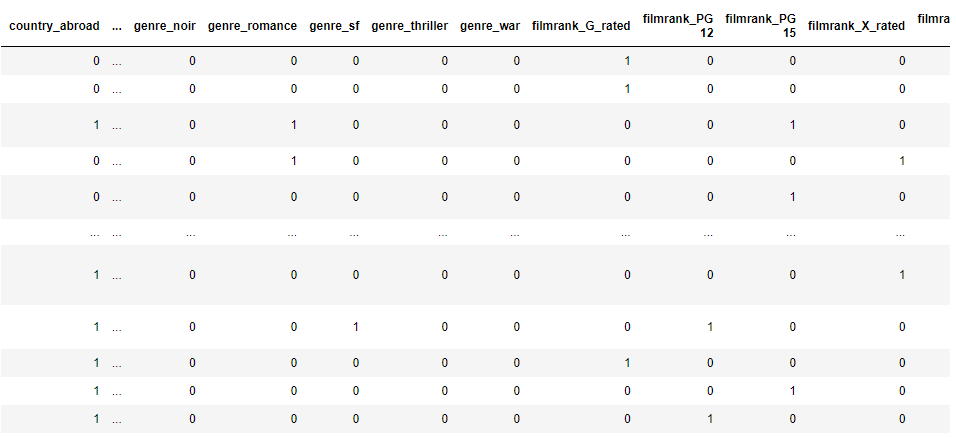 country_abroad ... genre_noir genre_romance genre_sf genre_thriller genre_war filmrank_G_rated filmrank_PG 12 filmrank_PG 15 filmrank_X_rated filmra
0 ... 0 0 0 0 0 1 0 0 0
0 ... 0 0 0 0 0 1 0 0 0
1 ... 0 1 0 0 0 0 0 1 0
0 ... 0 1 0 0 0 0 0 0 1
0 ... 0 0 0 0 0 0 0 1 0
... ... ... ... ... ... ... ... ... ... ...
1 ... 0 0 0 0 0 0 0 0 1
1 ... 0 0 1 0 0 0 1 0 0
1 ... 0 0 0 0 0 1 0 0 0
1 ... 0 0 0 0 0 0 0 1 0
1 ... 0 0 0 0 0 0 1 0 0